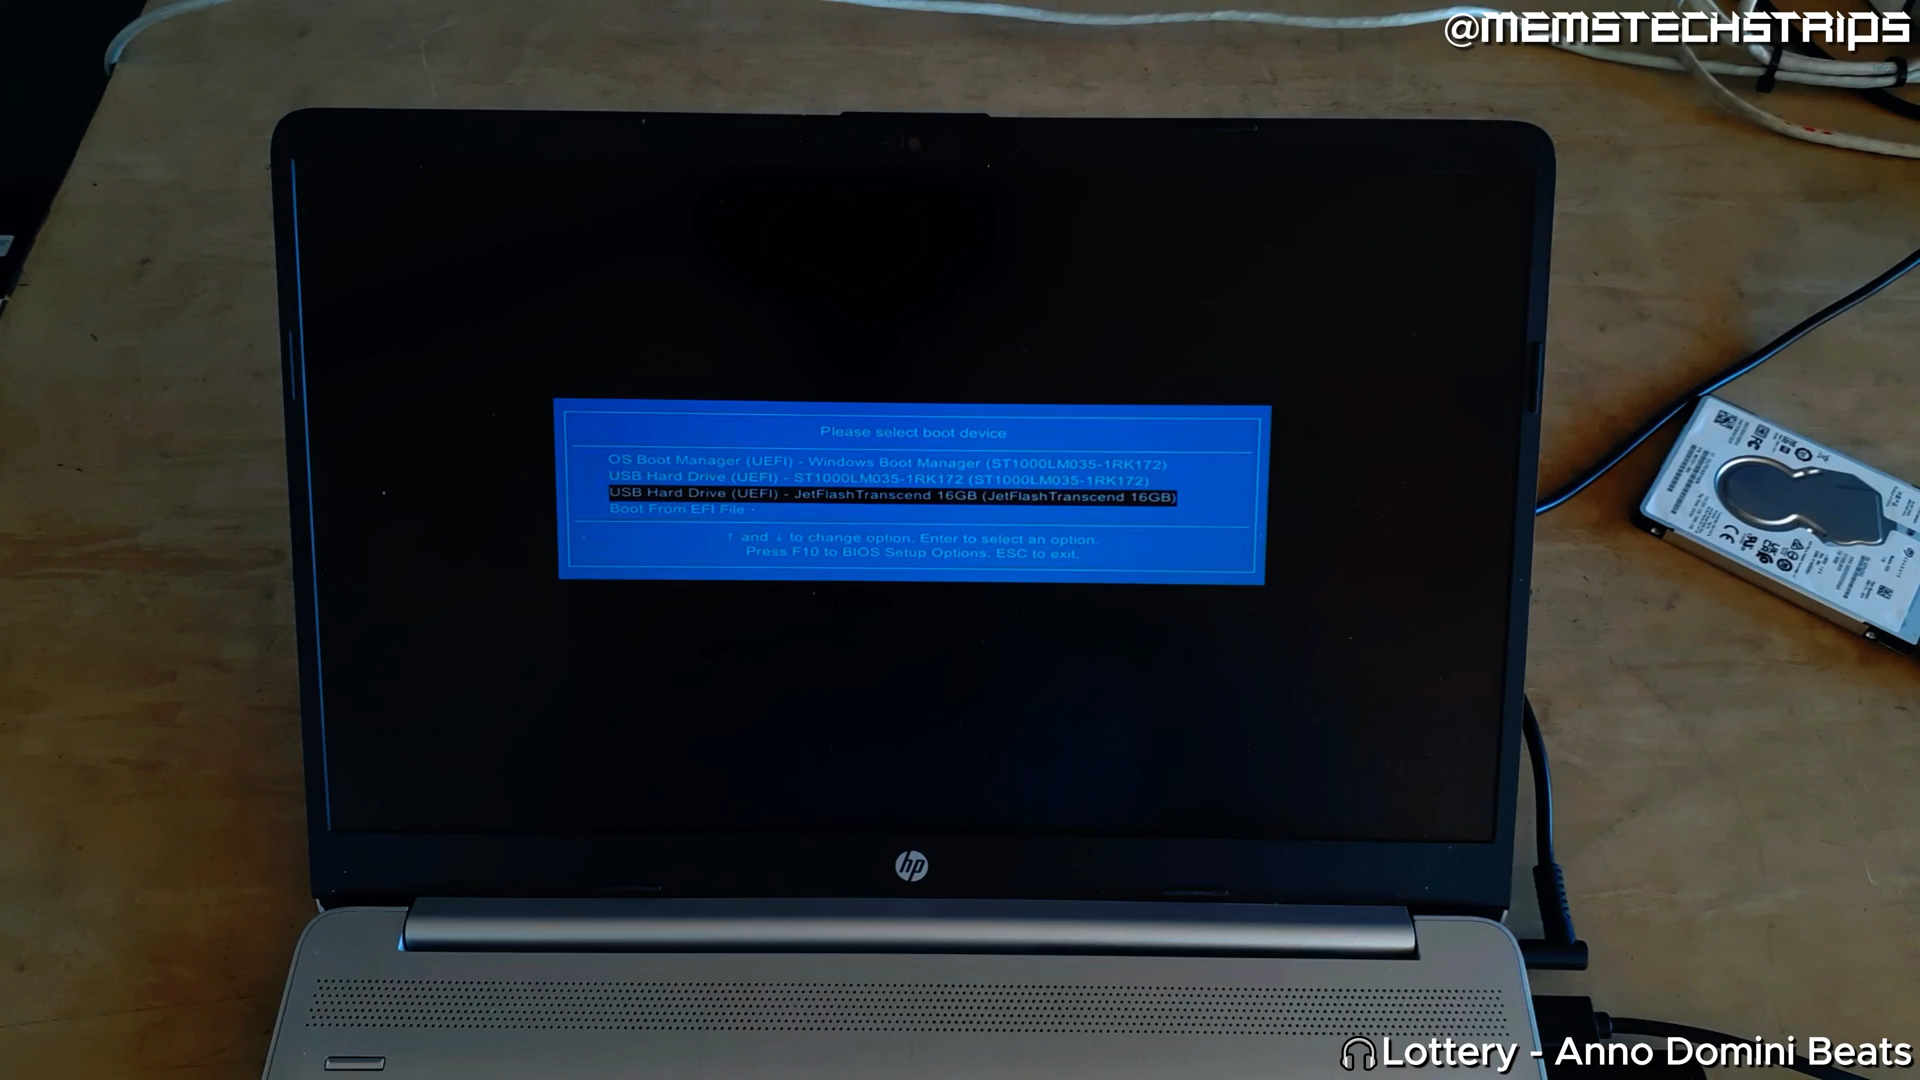 @MEMSTECHSTRIPS
Please select boot device
OS Boot Manager (UEFI) - Windows Boot Manager (ST1000LM035-1RK172)
USB Hard Drive (UEFI) - ST1000LM035-1RK172 (ST1000LM035-1RK172)
USB Hard Drive (UEFI) - JetFlashTranscend 16GB (JetFlashTranscend 16GB)
Boot From EFI File
↑ and ↓ to change option. Enter to select an option.
Press F10 to BIOS Setup Options. ESC to exit.
hp
Lottery - Anno Domini Beats